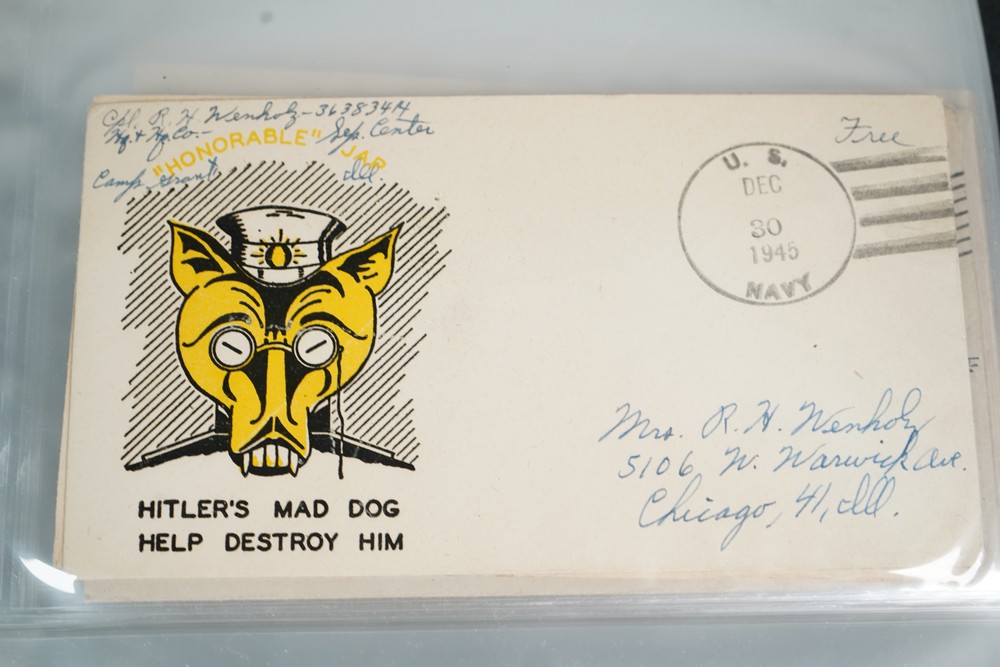 Cpl. R. H. Wenholz - 36383414
Hq. & Hq. Co. - Sep. Center
Camp Grant Ill.
"HONORABLE" JAP
Free
U. S.
DEC
30
1945
NAVY
Mrs. R. H. Wenholz
5106 W. Warwick Ave.
Chicago, 41, Ill.
HITLER'S MAD DOG
HELP DESTROY HIM